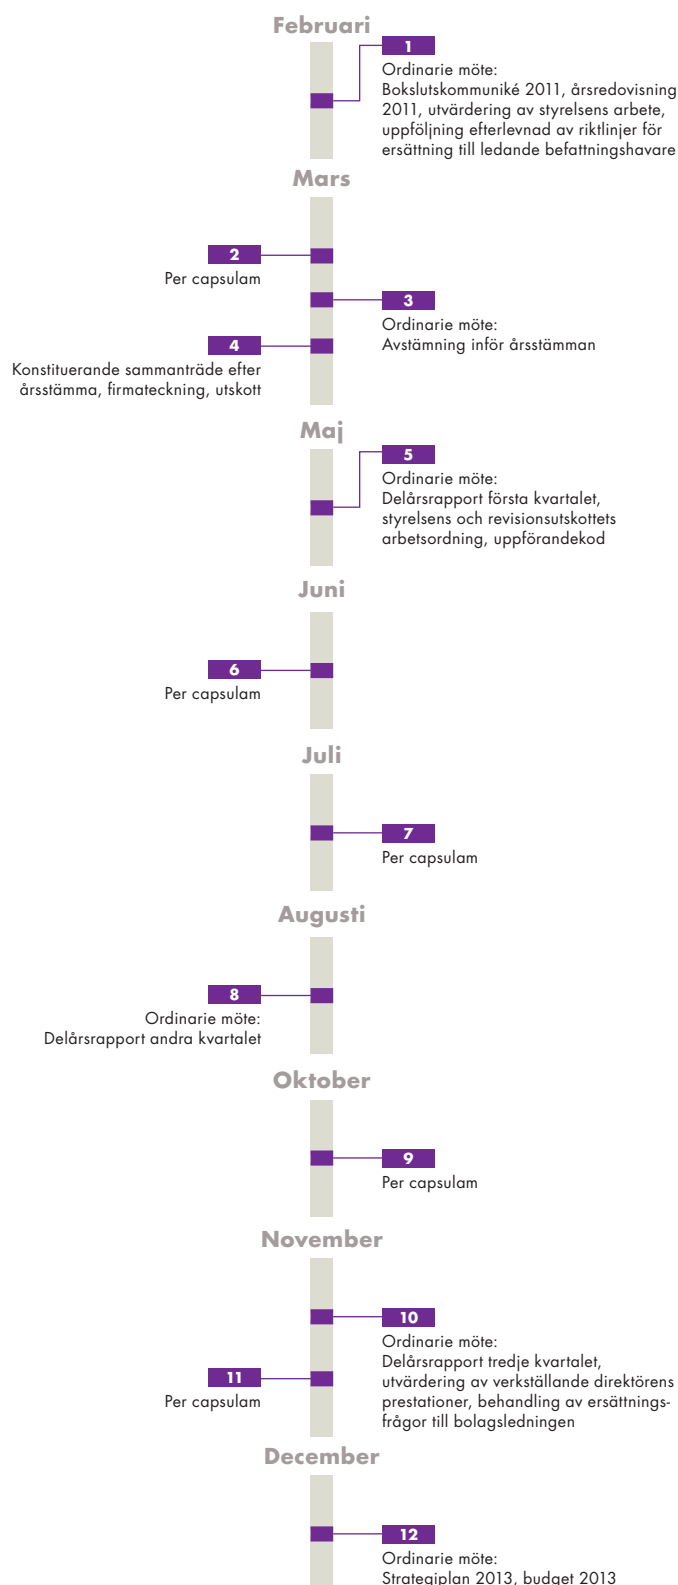 Februari
1
Ordinarie möte:
Bokslutskommuniké 2011, årsredovisning
2011, utvärdering av styrelsens arbete,
uppföljning efterlevnad av riktlinjer för
ersättning till ledande befattningshavare
Mars
2
Per capsulam
3
Ordinarie möte:
Avstämning inför årsstämman
4
Konstituerande sammanträde efter
årsstämma, firmateckning, utskott
Maj
5
Ordinarie möte:
Delårsrapport första kvartalet,
styrelsens och revisionsutskottets
arbetsordning, uppförandekod
Juni
6
Per capsulam
Juli
7
Per capsulam
Augusti
8
Ordinarie möte:
Delårsrapport andra kvartalet
Oktober
9
Per capsulam
November
10
Ordinarie möte:
Delårsrapport tredje kvartalet,
utvärdering av verkställande direktörens
prestationer, behandling av ersättnings-
frågor till bolagsledningen
11
Per capsulam
December
12
Ordinarie möte:
Strategiplan 2013, budget 2013